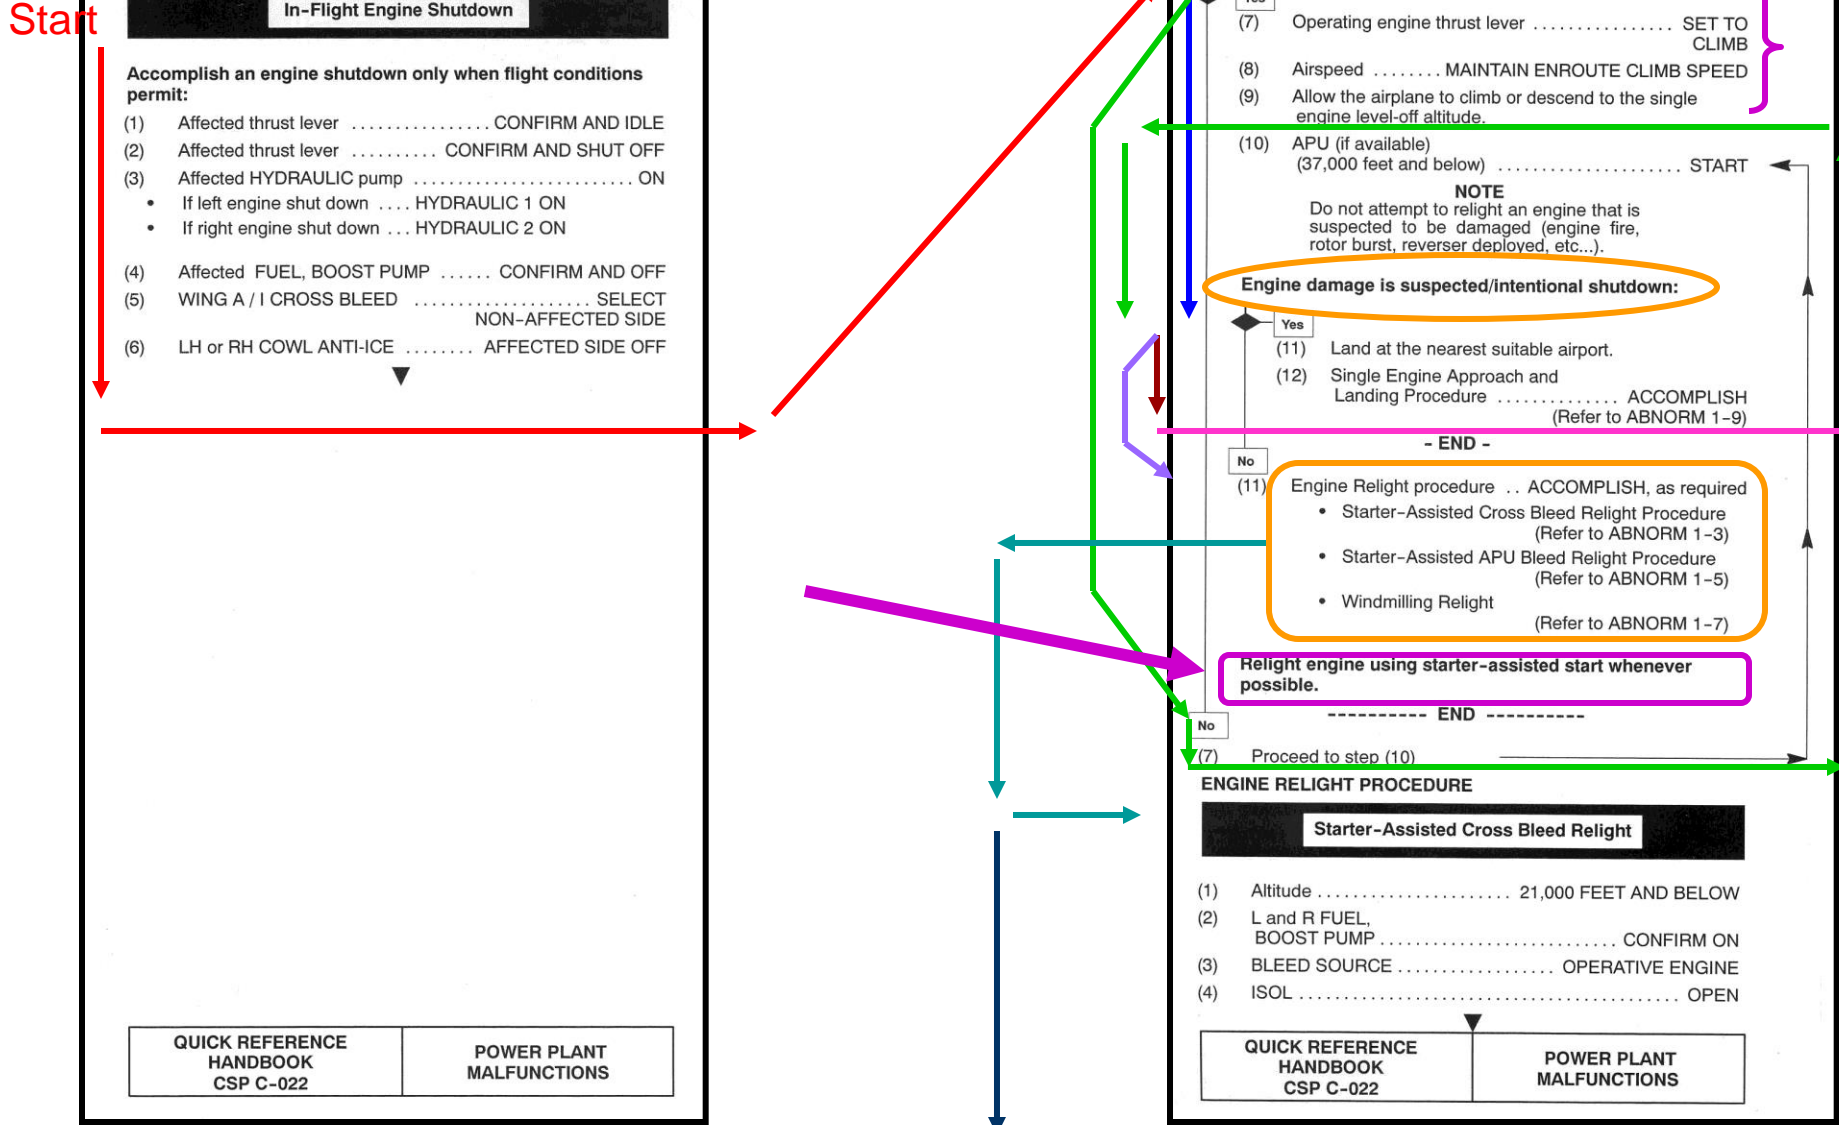 Start
In-Flight Engine Shutdown
Accomplish an engine shutdown only when flight conditions
permit:
(1) Affected thrust lever ................ CONFIRM AND IDLE
(2) Affected thrust lever .......... CONFIRM AND SHUT OFF
(3) Affected HYDRAULIC pump ......................... ON
• If left engine shut down .... HYDRAULIC 1 ON
• If right engine shut down ... HYDRAULIC 2 ON
(4) Affected FUEL, BOOST PUMP ...... CONFIRM AND OFF
(5) WING A / I CROSS BLEED .................... SELECT
NON-AFFECTED SIDE
(6) LH or RH COWL ANTI-ICE ........ AFFECTED SIDE OFF
QUICK REFERENCE
HANDBOOK
CSP C-022
POWER PLANT
MALFUNCTIONS
Yes
(7) Operating engine thrust lever ................ SET TO
CLIMB
(8) Airspeed ........ MAINTAIN ENROUTE CLIMB SPEED
(9) Allow the airplane to climb or descend to the single
engine level-off altitude.
(10) APU (if available)
(37,000 feet and below) ..................... START
NOTE
Do not attempt to relight an engine that is
suspected to be damaged (engine fire,
rotor burst, reverser deployed, etc...).
Engine damage is suspected/intentional shutdown:
Yes
(11) Land at the nearest suitable airport.
(12) Single Engine Approach and
Landing Procedure ............. ACCOMPLISH
(Refer to ABNORM 1-9)
- END -
No
(11) Engine Relight procedure .. ACCOMPLISH, as required
• Starter-Assisted Cross Bleed Relight Procedure
(Refer to ABNORM 1-3)
• Starter-Assisted APU Bleed Relight Procedure
(Refer to ABNORM 1-5)
• Windmilling Relight
(Refer to ABNORM 1-7)
Relight engine using starter-assisted start whenever
possible.
---------- END ----------
No
(7) Proceed to step (10)
ENGINE RELIGHT PROCEDURE
Starter-Assisted Cross Bleed Relight
(1) Altitude ...................... 21,000 FEET AND BELOW
(2) L and R FUEL,
BOOST PUMP ........................... CONFIRM ON
(3) BLEED SOURCE .................. OPERATIVE ENGINE
(4) ISOL ........................................... OPEN
QUICK REFERENCE
HANDBOOK
CSP C-022
POWER PLANT
MALFUNCTIONS